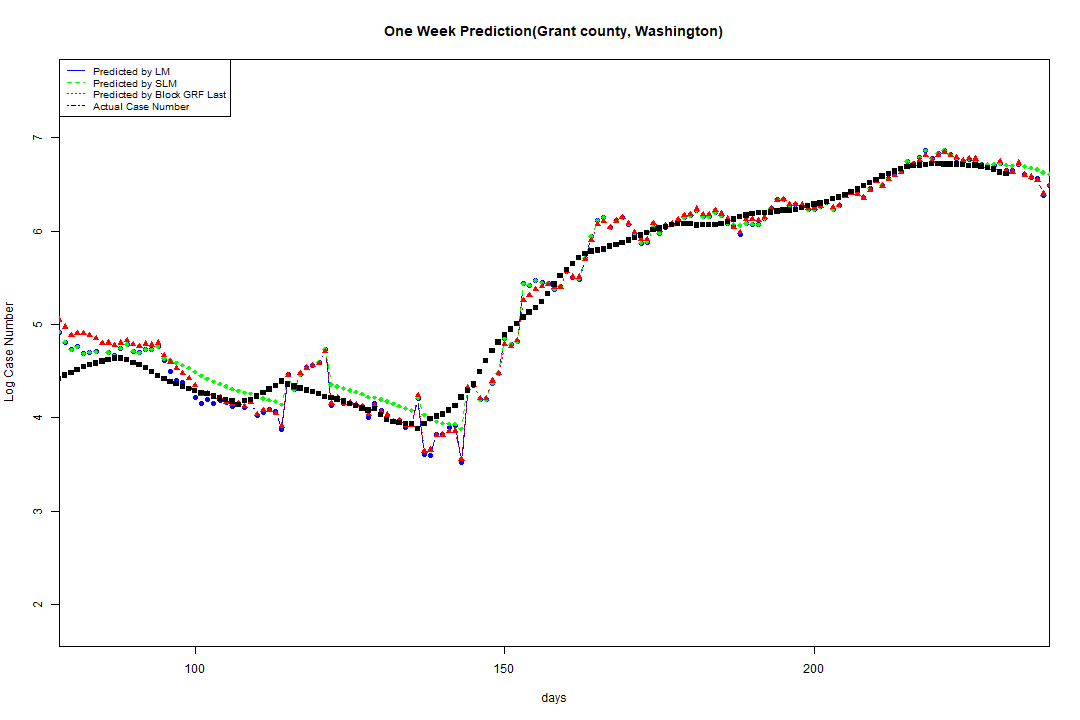 One Week Prediction(Grant county, Washington)
Predicted by LM
Predicted by SLM
Predicted by Block GRF Last
Actual Case Number
7
6
5
4
3
2
Log Case Number
100 150 200
days